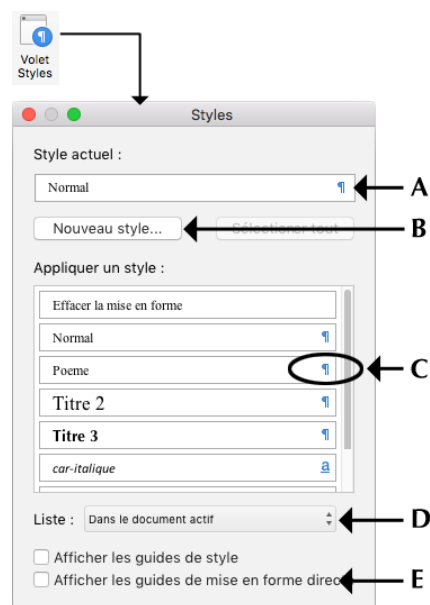 Volet
Styles
Styles
Style actuel :
Normal ¶ A
Nouveau style... Sélectionner tout B
Appliquer un style :
Effacer la mise en forme
Normal ¶
Poeme ¶ C
Titre 2 ¶
Titre 3 ¶
car-italique a
Liste : Dans le document actif D
Afficher les guides de style
Afficher les guides de mise en forme direc E